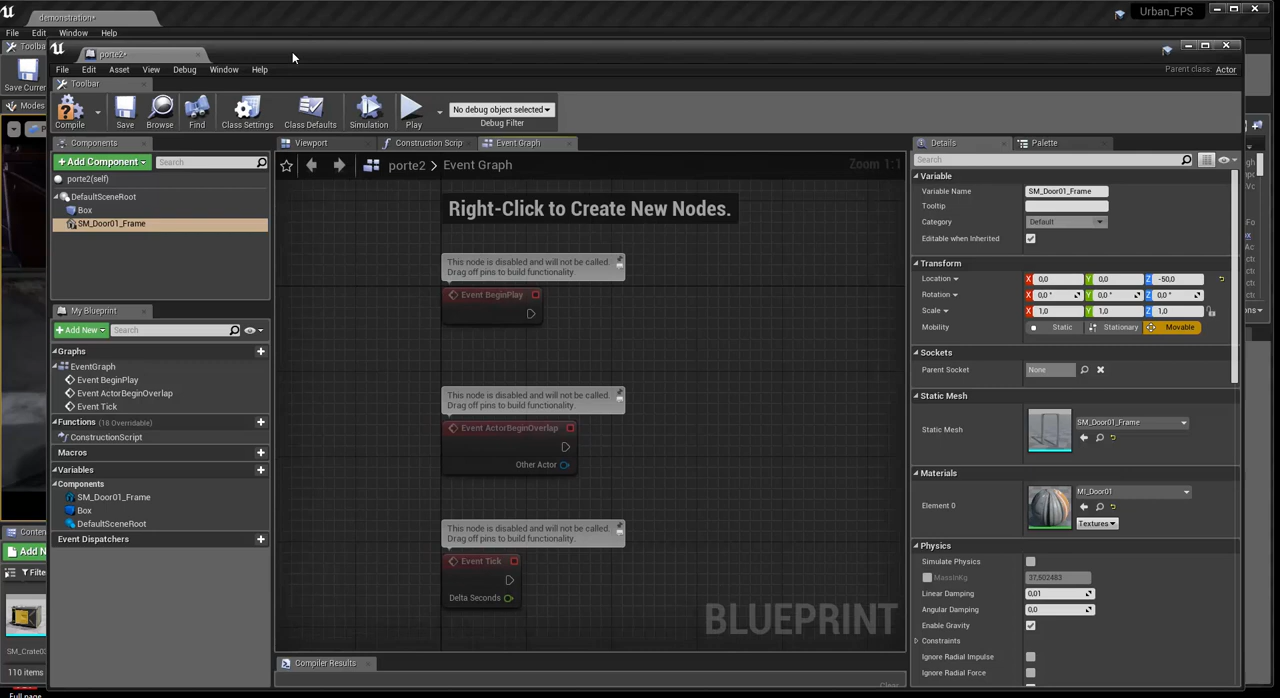 demonstration*
Urban_FPS
File Edit Window Help
Toolba
Save Curren
Modes
porte2*
File Edit Asset View Debug Window Help
Parent class: Actor
Toolbar
Compile Save Browse Find Class Settings Class Defaults Simulation Play
No debug object selected
Debug Filter
Components
+ Add Component Search
porte2(self)
DefaultSceneRoot
Box
SM_Door01_Frame
My Blueprint
+ Add New Search
Graphs
EventGraph
Event BeginPlay
Event ActorBeginOverlap
Event Tick
Functions (18 Overridable)
ConstructionScript
Macros
Variables
Components
SM_Door01_Frame
Box
DefaultSceneRoot
Event Dispatchers
Viewport Construction Scrip Event Graph
porte2 > Event Graph
Zoom 1:1
Right-Click to Create New Nodes.
This node is disabled and will not be called.
Drag off pins to build functionality.
Event BeginPlay
This node is disabled and will not be called.
Drag off pins to build functionality.
Event ActorBeginOverlap
Other Actor
This node is disabled and will not be called.
Drag off pins to build functionality.
Event Tick
Delta Seconds
BLUEPRINT
Compiler Results
Clear
Details Palette
Search
Variable
Variable Name SM_Door01_Frame
Tooltip
Category Default
Editable when Inherited
Transform
Location X 0,0 Y 0,0 Z -50,0
Rotation X 0,0 ° Y 0,0 ° Z 0,0 °
Scale X 1,0 Y 1,0 Z 1,0
Mobility Static Stationary Movable
Sockets
Parent Socket None
Static Mesh
Static Mesh SM_Door01_Frame
Materials
Element 0 MI_Door01
Textures
Physics
Simulate Physics
MassInKg 37,502483
Linear Damping 0,01
Angular Damping 0,0
Enable Gravity
Constraints
Ignore Radial Impulse
Ignore Radial Force
Conten
Add N
Filte
SM_Crate03
110 items
Full page